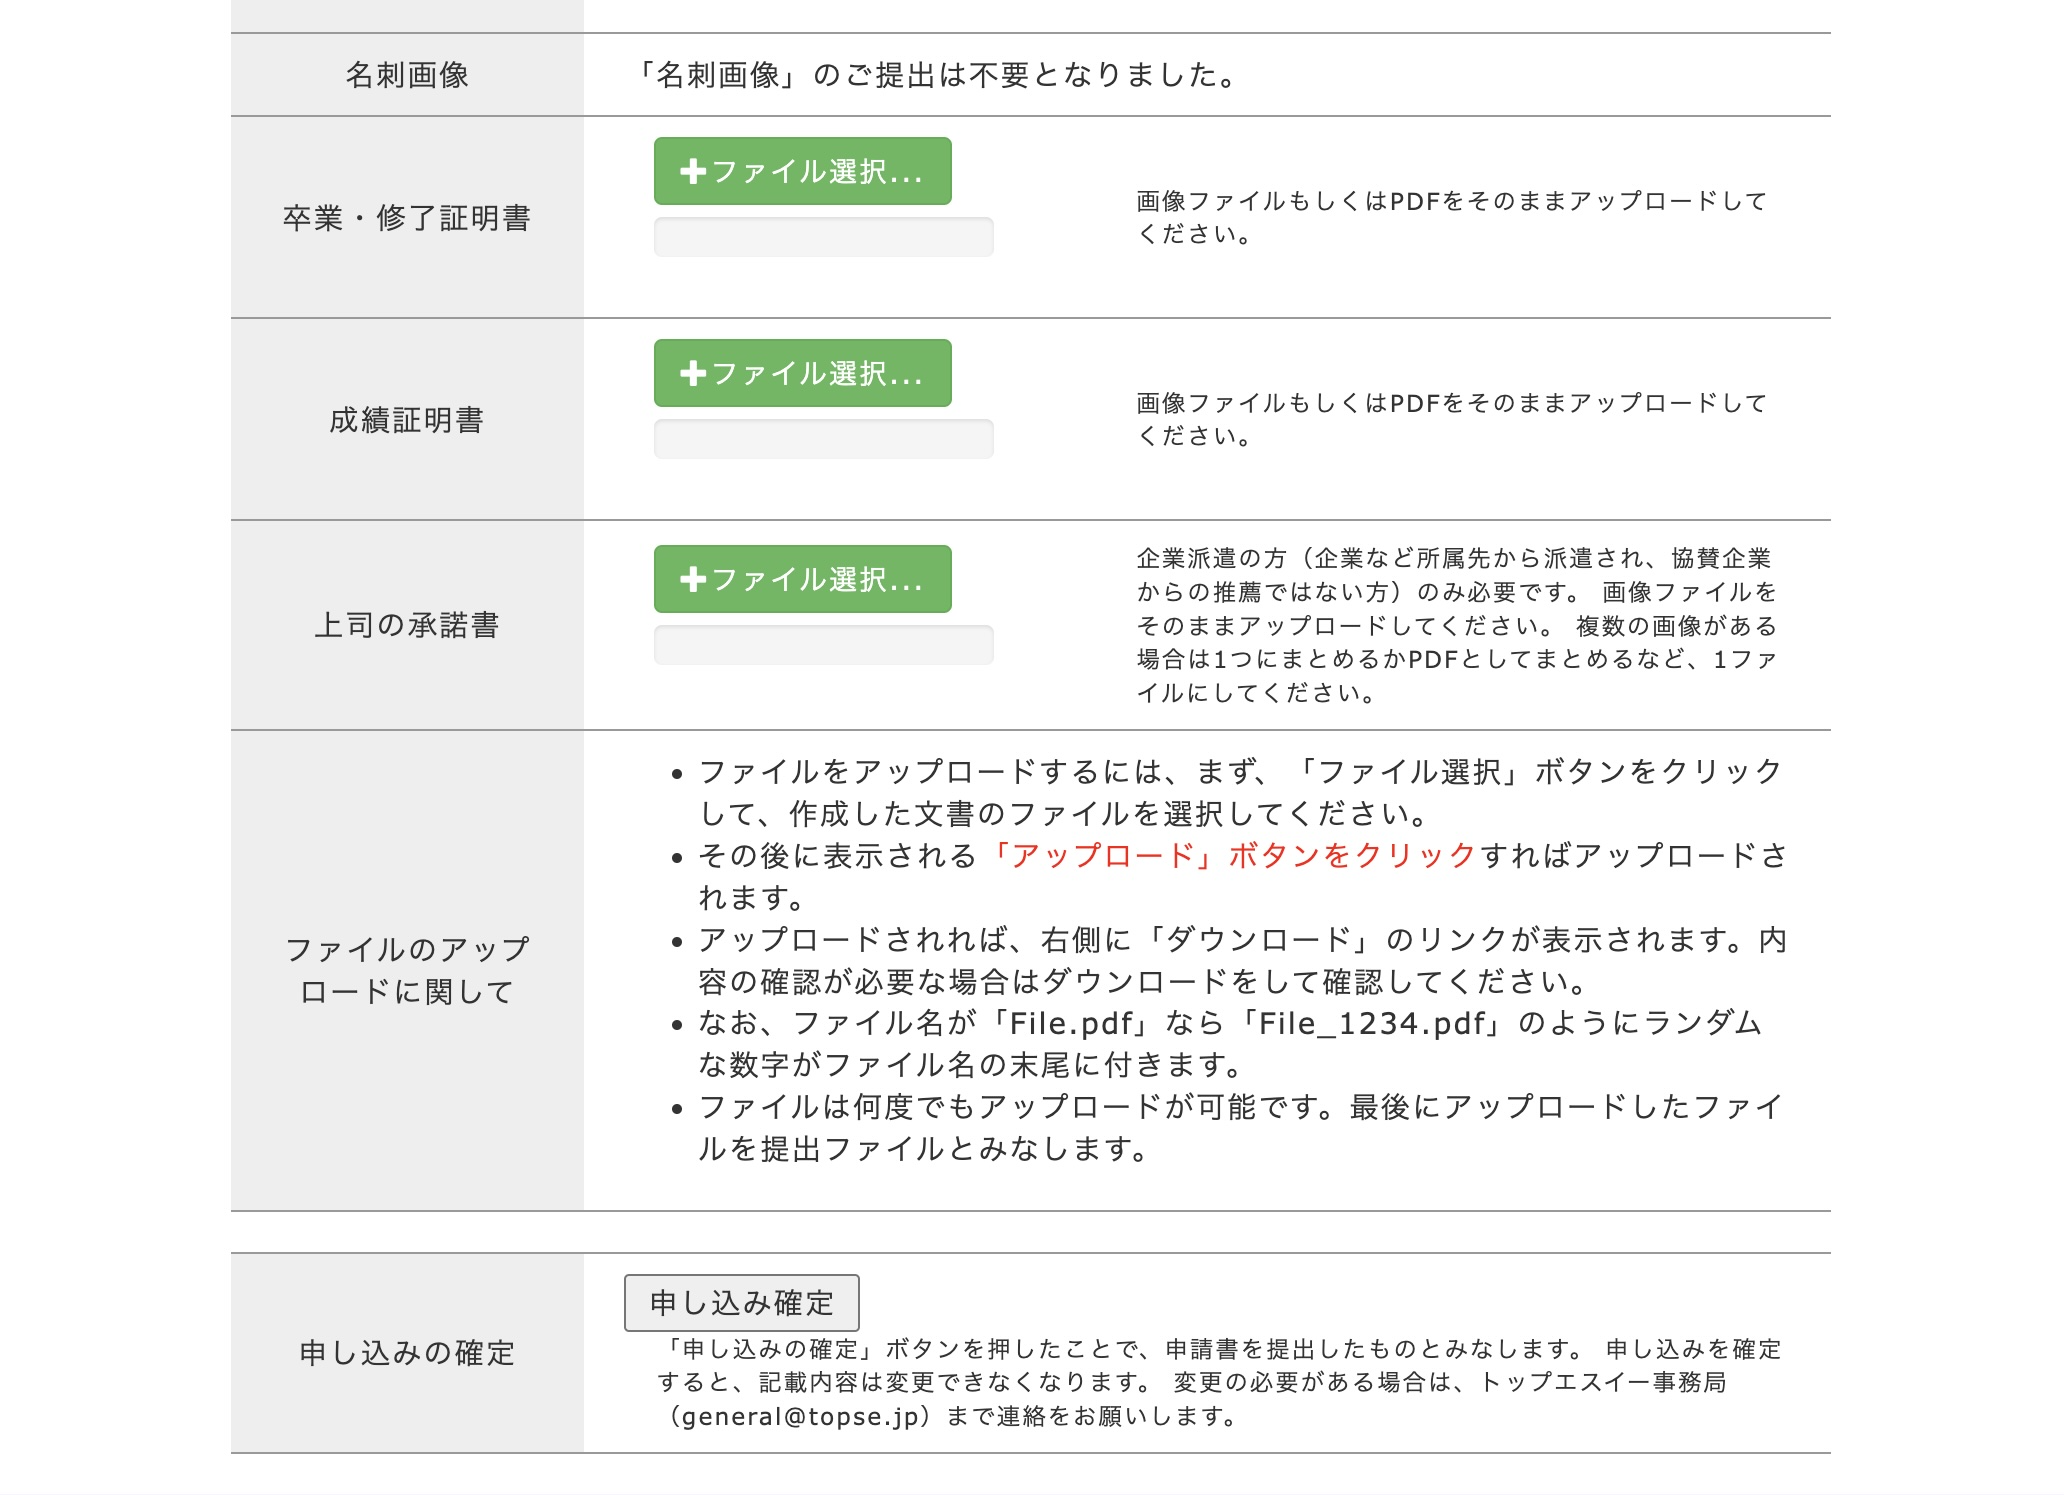 名刺画像
「名刺画像」のご提出は不要となりました。
卒業・修了証明書
ファイル選択...
画像ファイルもしくはPDFをそのままアップロードして
ください。
成績証明書
ファイル選択...
画像ファイルもしくはPDFをそのままアップロードして
ください。
上司の承諾書
ファイル選択...
企業派遣の方（企業など所属先から派遣され、協賛企業
からの推薦ではない方）のみ必要です。 画像ファイルを
そのままアップロードしてください。 複数の画像がある
場合は1つにまとめるかPDFとしてまとめるなど、1ファ
イルにしてください。
ファイルのアップ
ロードに関して
ファイルをアップロードするには、まず、「ファイル選択」ボタンをクリック
して、作成した文書のファイルを選択してください。
その後に表示される「アップロード」ボタンをクリックすればアップロードさ
れます。
アップロードされれば、右側に「ダウンロード」のリンクが表示されます。内
容の確認が必要な場合はダウンロードをして確認してください。
なお、ファイル名が「File.pdf」なら「File_1234.pdf」のようにランダム
な数字がファイル名の末尾に付きます。
ファイルは何度でもアップロードが可能です。最後にアップロードしたファイ
ルを提出ファイルとみなします。
申し込みの確定
申し込み確定
「申し込みの確定」ボタンを押したことで、申請書を提出したものとみなします。 申し込みを確定
すると、記載内容は変更できなくなります。 変更の必要がある場合は、トップエスイー事務局
（general@topse.jp）まで連絡をお願いします。